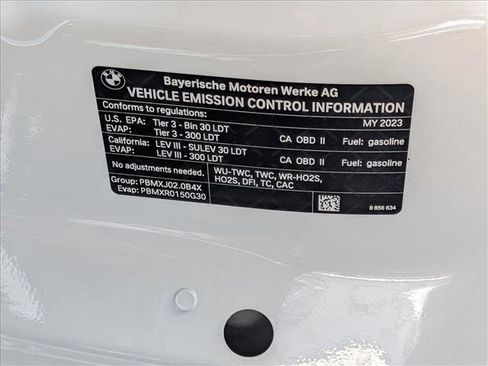 BMW
Bayerische Motoren Werke AG
VEHICLE EMISSION CONTROL INFORMATION
Conforms to regulations: MY 2023
U.S. EPA: Tier 3 - Bin 30 LDT CA OBD II Fuel: gasoline
EVAP: Tier 3 - 300 LDT
California: LEV III - SULEV 30 LDT CA OBD II Fuel: gasoline
EVAP: LEV III - 300 LDT
No adjustments needed. WU-TWC, TWC, WR-HO2S,
HO2S, DFI, TC, CAC
Group: PBMXJ02.0B4X
Evap: PBMXR0150G30
8 856 634